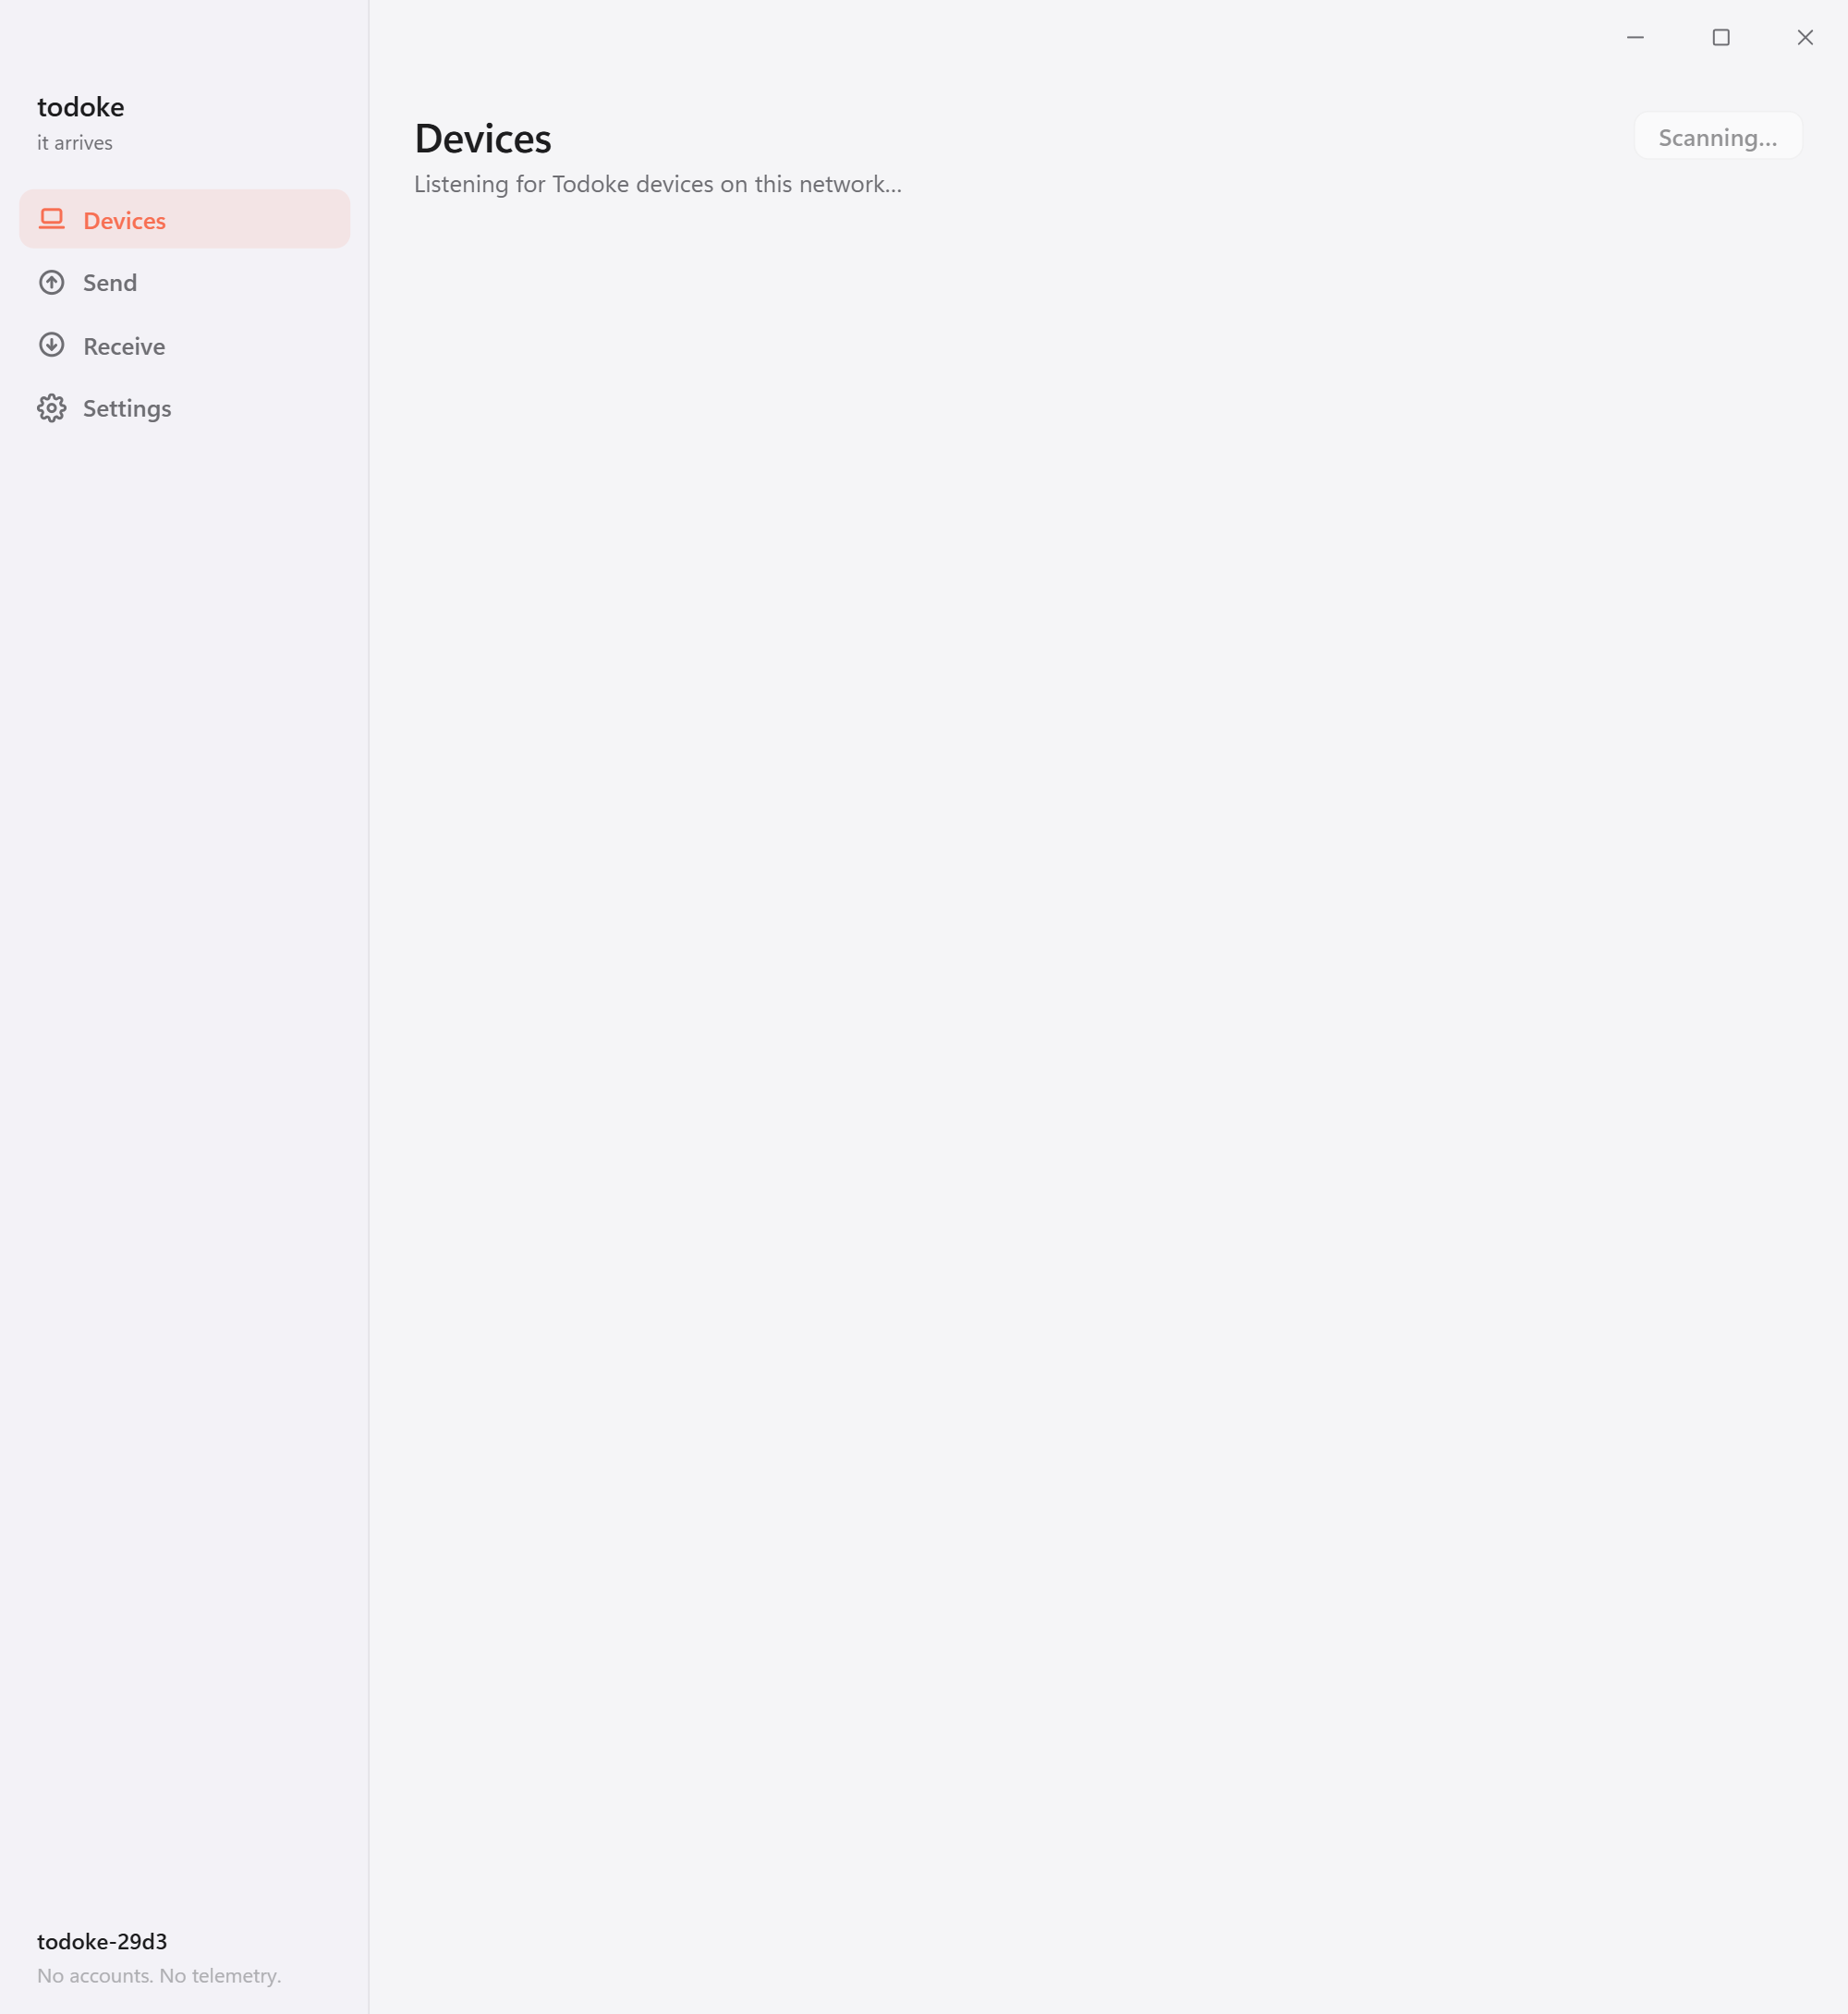 todoke
it arrives
Devices
Send
Receive
Settings
todoke-29d3
No accounts. No telemetry.
Devices
Scanning...
Listening for Todoke devices on this network...